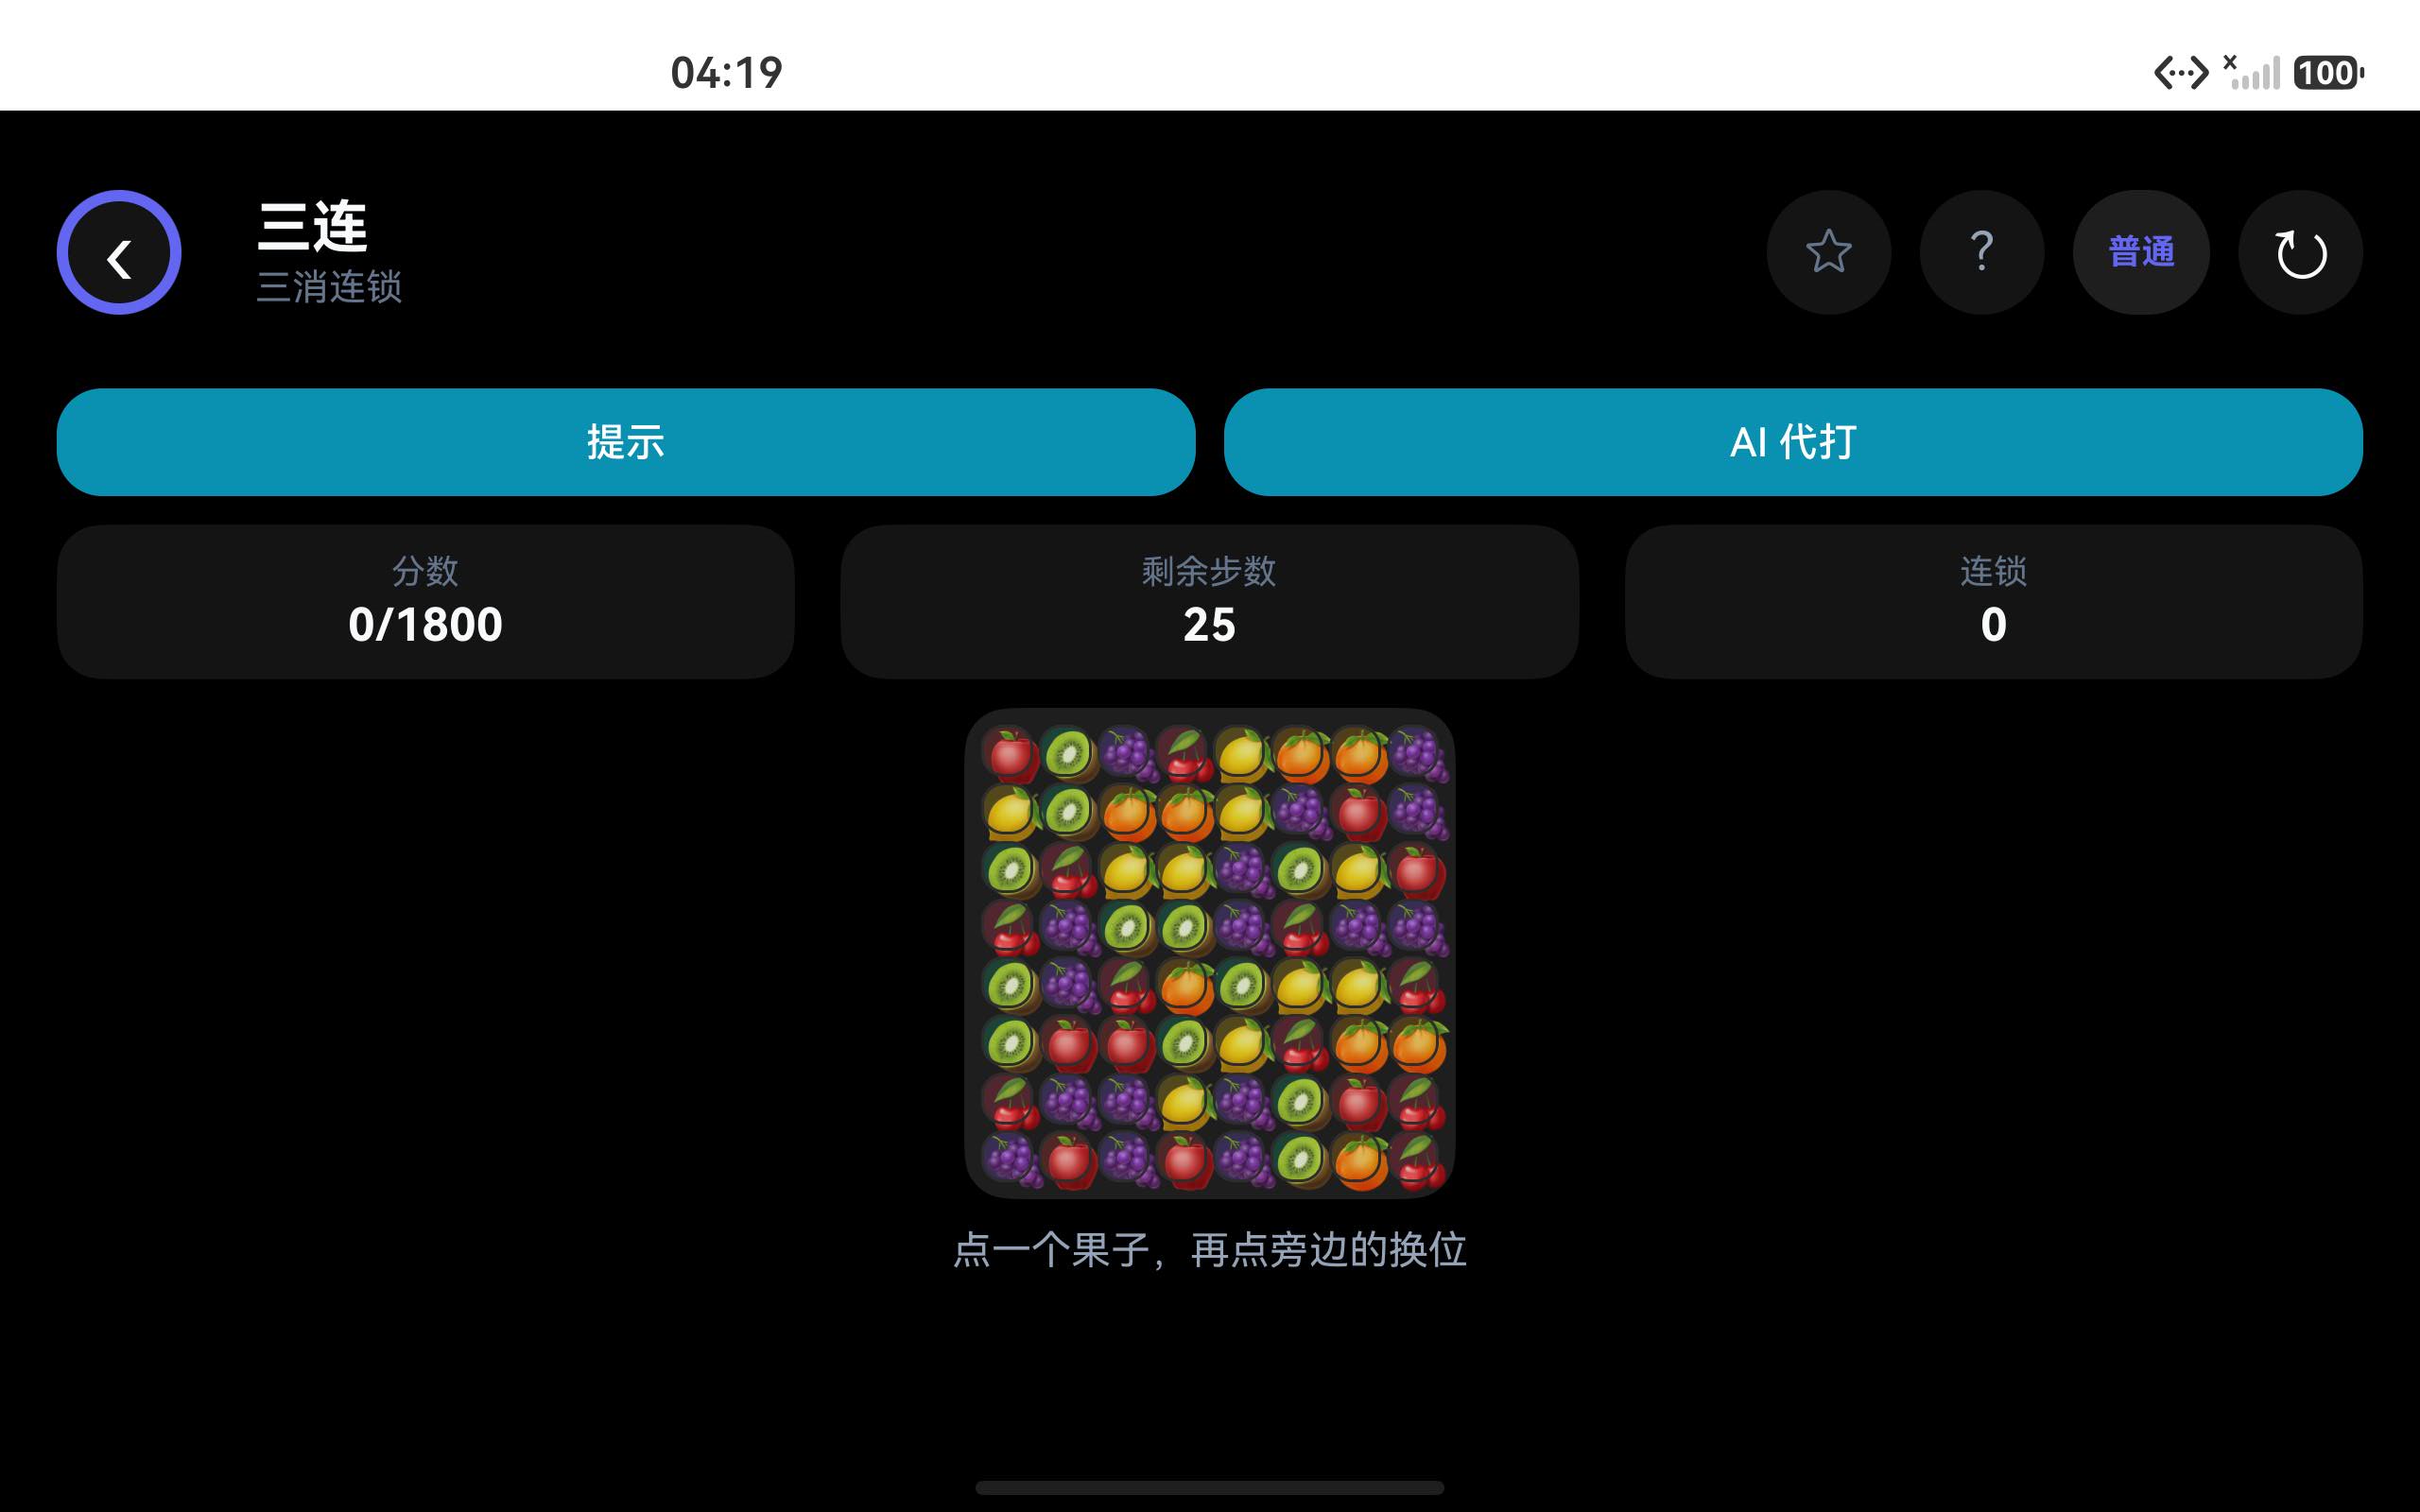 04:19
100
三连
三消连锁
?
普通
提示
AI 代打
分数
0/1800
剩余步数
25
连锁
0
点一个果子，再点旁边的换位